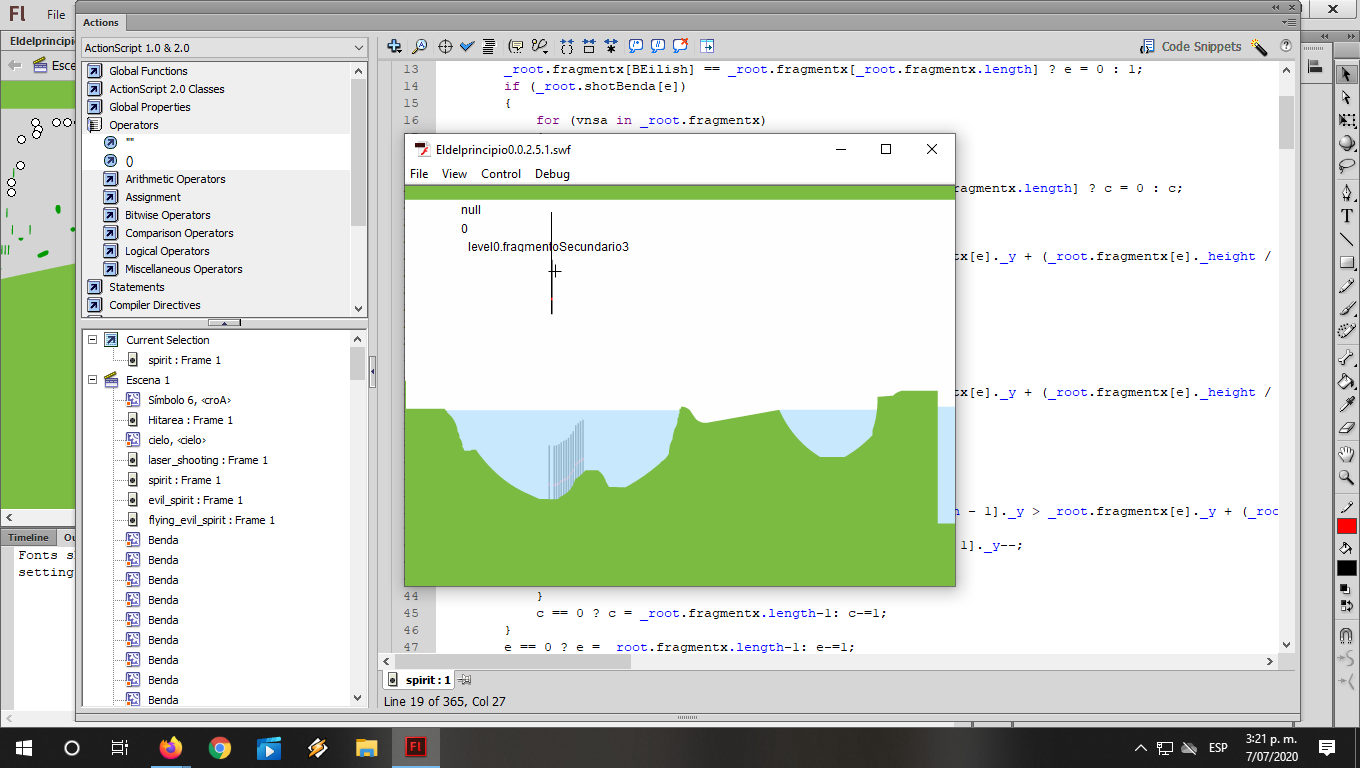 Fl File
Actions
Eldelprincipio
ActionScript 1.0 & 2.0
Code Snippets
Esce
Global Functions
ActionScript 2.0 Classes
Global Properties
Operators
""
()
Arithmetic Operators
Assignment
Bitwise Operators
Comparison Operators
Logical Operators
Miscellaneous Operators
Statements
Compiler Directives
Current Selection
spirit : Frame 1
Escena 1
Símbolo 6, <croA>
Hitarea : Frame 1
cielo, <cielo>
laser_shooting : Frame 1
spirit : Frame 1
evil_spirit : Frame 1
flying_evil_spirit : Frame 1
Benda
Benda
Benda
Benda
Benda
Benda
Benda
Benda
Benda
13 _root.fragmentx[BEilish] == _root.fragmentx[_root.fragmentx.length] ? e = 0 : 1;
14 if (_root.shotBenda[e])
15 {
16 for (vnsa in _root.fragmentx)
agmentx.length] ? c = 0 : c;
tx[e]._y + (_root.fragmentx[e]._height /
tx[e]._y + (_root.fragmentx[e]._height /
h - 1]._y > _root.fragmentx[e]._y + (_roo
1]._y--;
44 }
45 c == 0 ? c = _root.fragmentx.length-1: c-=1;
46 }
47 e == 0 ? e = _root.fragmentx.length-1: e-=1;
Eldelprincipio0.0.2.5.1.swf
File View Control Debug
null
0
level0.fragmentoSecundario3
spirit : 1
Line 19 of 365, Col 27
Timeline Ou
Fonts s
setting
Fl
ESP
3:21 p. m.
7/07/2020